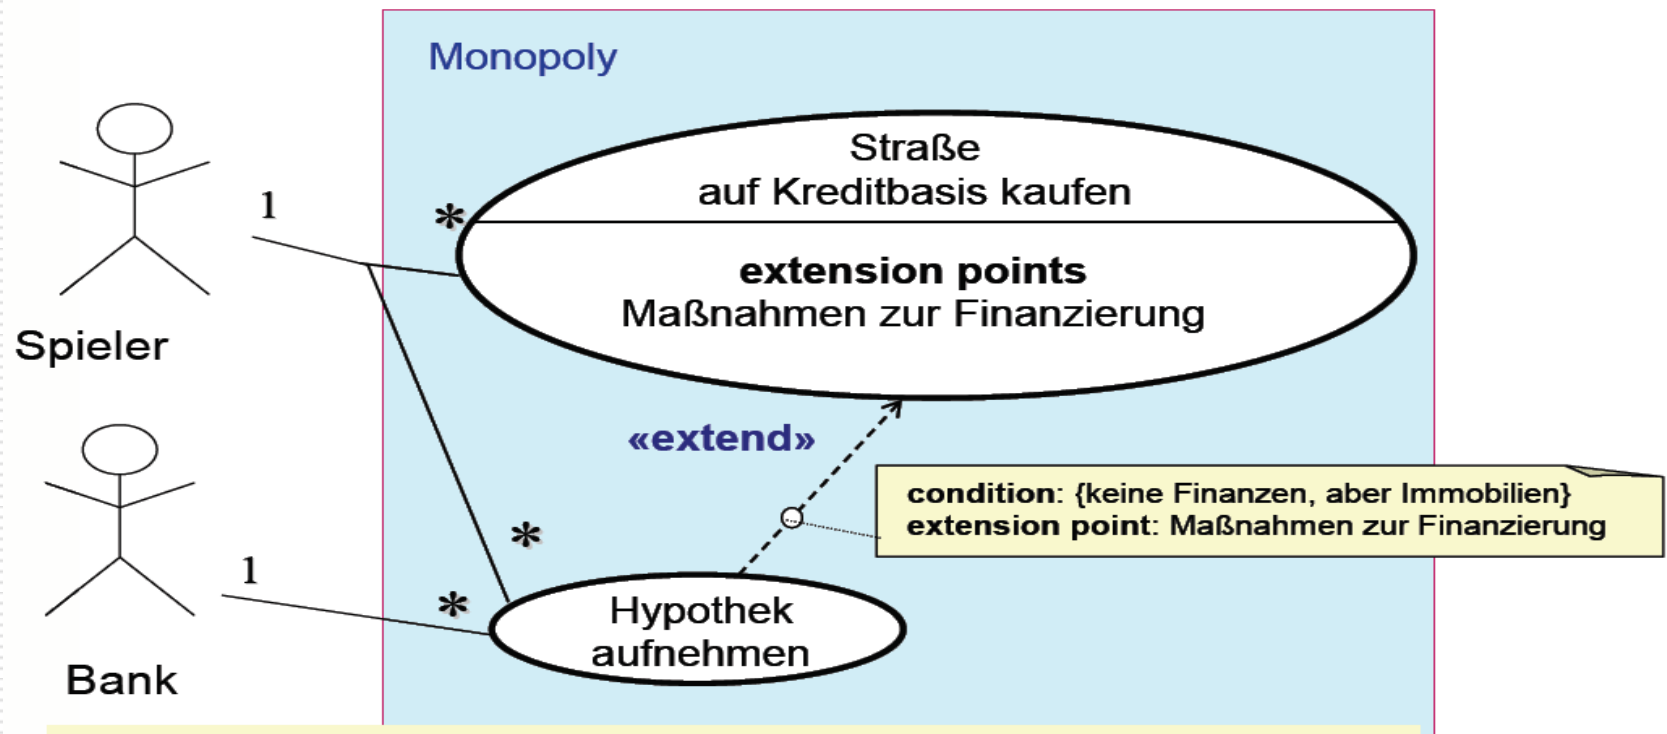 Monopoly
Straße
auf Kreditbasis kaufen
1
*
extension points
Maßnahmen zur Finanzierung
Spieler
«extend»
condition: {keine Finanzen, aber Immobilien}
extension point: Maßnahmen zur Finanzierung
*
1
*
Hypothek
aufnehmen
Bank